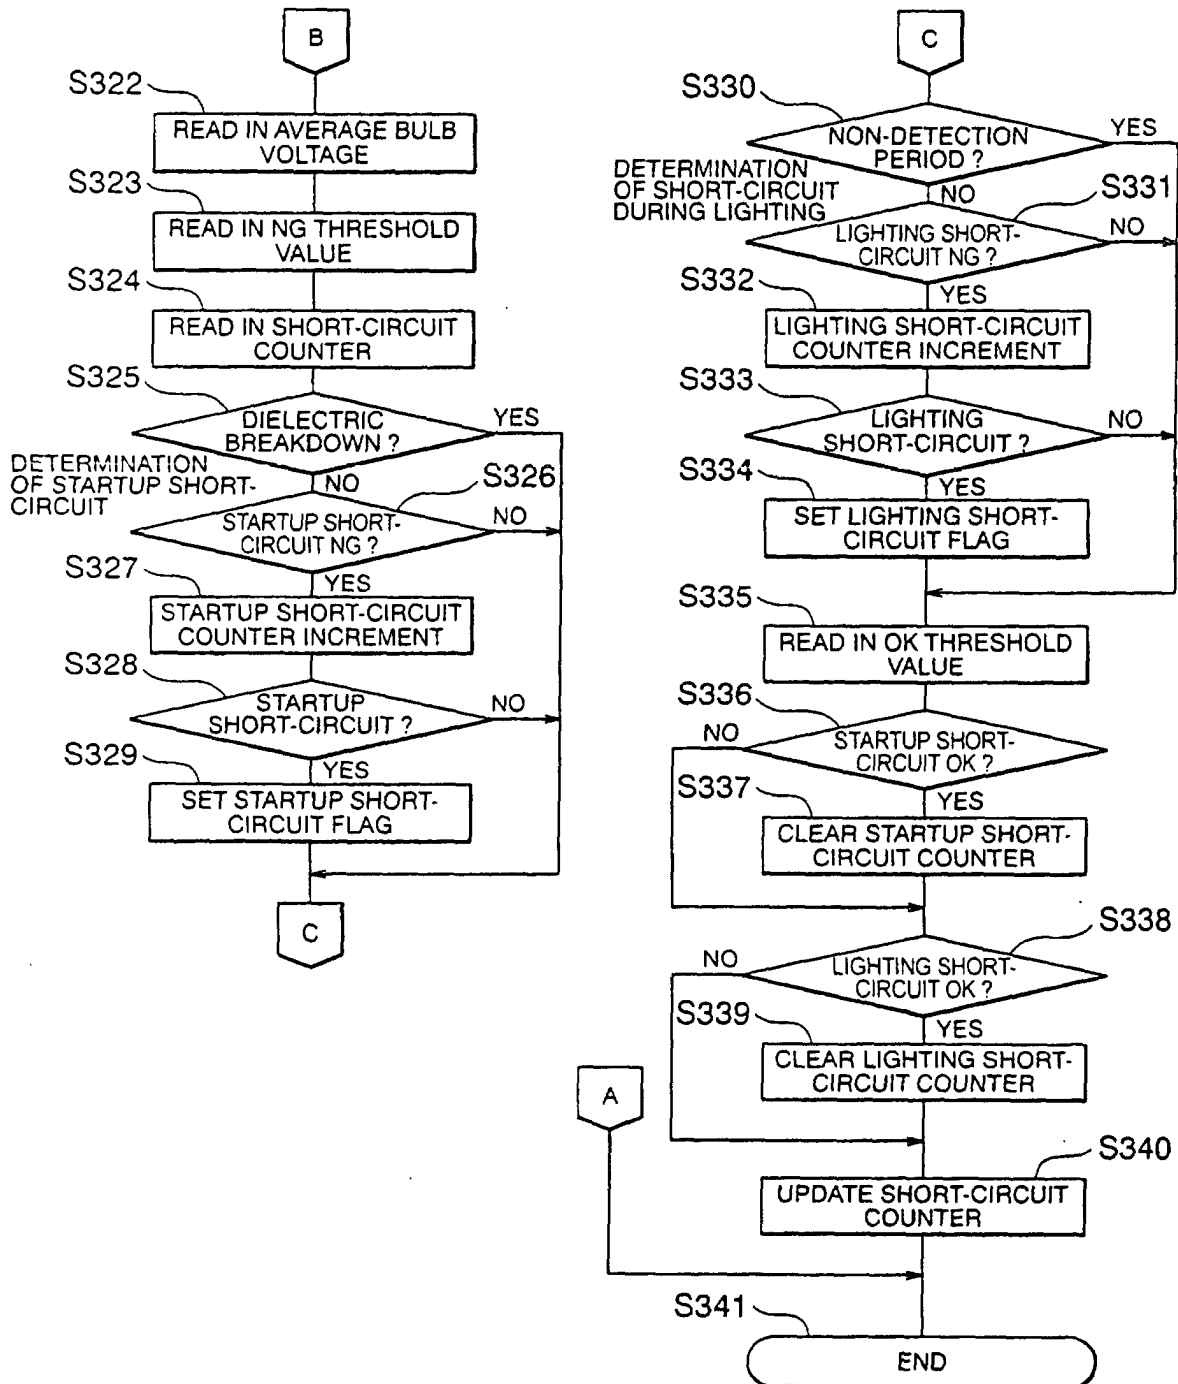 B
S322
READ IN AVERAGE BULB
VOLTAGE
S323
READ IN NG THRESHOLD
VALUE
S324
READ IN SHORT-CIRCUIT
COUNTER
S325
DIELECTRIC
BREAKDOWN ?
YES
DETERMINATION
OF STARTUP SHORT-
CIRCUIT
NO
S326
STARTUP SHORT-
CIRCUIT NG ?
NO
S327
YES
STARTUP SHORT-CIRCUIT
COUNTER INCREMENT
S328
STARTUP
SHORT-CIRCUIT ?
NO
S329
YES
SET STARTUP SHORT-
CIRCUIT FLAG
C
C
S330
NON-DETECTION
PERIOD ?
YES
DETERMINATION
OF SHORT-CIRCUIT
DURING LIGHTING
NO
S331
LIGHTING SHORT-
CIRCUIT NG ?
NO
S332
YES
LIGHTING SHORT-CIRCUIT
COUNTER INCREMENT
S333
LIGHTING
SHORT-CIRCUIT ?
NO
S334
YES
SET LIGHTING SHORT-
CIRCUIT FLAG
S335
READ IN OK THRESHOLD
VALUE
S336
NO
STARTUP SHORT-
CIRCUIT OK ?
S337
YES
CLEAR STARTUP SHORT-
CIRCUIT COUNTER
S338
NO
LIGHTING SHORT-
CIRCUIT OK ?
S339
YES
CLEAR LIGHTING SHORT-
CIRCUIT COUNTER
A
S340
UPDATE SHORT-CIRCUIT
COUNTER
S341
END